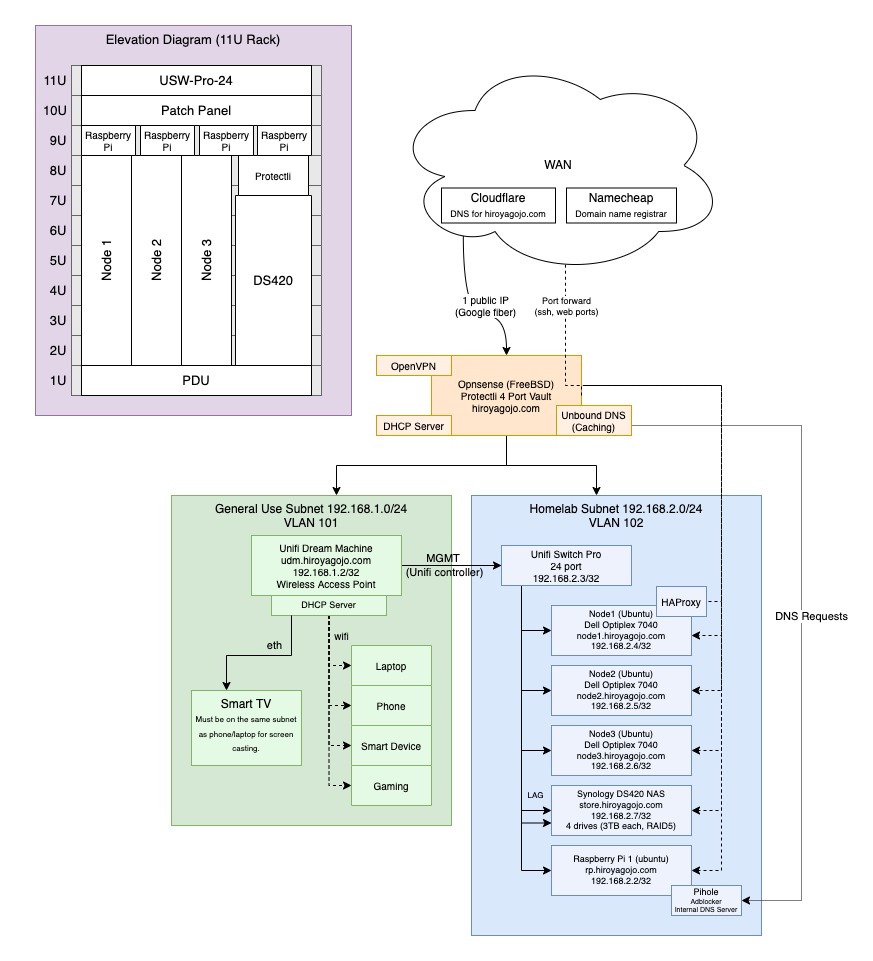 Elevation Diagram (11U Rack)
11U
USW-Pro-24
10U
Patch Panel
9U
Raspberry
Pi
Raspberry
Pi
Raspberry
Pi
Raspberry
Pi
8U
Protectli
7U
6U
Node 1
Node 2
Node 3
5U
DS420
4U
3U
2U
1U
PDU
WAN
Cloudflare
DNS for hiroyagojo.com
Namecheap
Domain name registrar
1 public IP
(Google fiber)
Port forward
(ssh, web ports)
OpenVPN
Opnsense (FreeBSD)
Protectli 4 Port Vault
hiroyagojo.com
DHCP Server
Unbound DNS
(Caching)
General Use Subnet 192.168.1.0/24
VLAN 101
Unifi Dream Machine
udm.hiroyagojo.com
192.168.1.2/32
Wireless Access Point
DHCP Server
MGMT
(Unifi controller)
eth
wifi
Smart TV
Must be on the same subnet
as phone/laptop for screen
casting.
Laptop
Phone
Smart Device
Gaming
Homelab Subnet 192.168.2.0/24
VLAN 102
Unifi Switch Pro
24 port
192.168.2.3/32
HAProxy
Node1 (Ubuntu)
Dell Optiplex 7040
node1.hiroyagojo.com
192.168.2.4/32
Node2 (Ubuntu)
Dell Optiplex 7040
node2.hiroyagojo.com
192.168.2.5/32
Node3 (Ubuntu)
Dell Optiplex 7040
node3.hiroyagojo.com
192.168.2.6/32
LAG
Synology DS420 NAS
store.hiroyagojo.com
192.168.2.7/32
4 drives (3TB each, RAID5)
Raspberry Pi 1 (ubuntu)
rp.hiroyagojo.com
192.168.2.2/32
Pihole
Adblocker
Internal DNS Server
DNS Requests